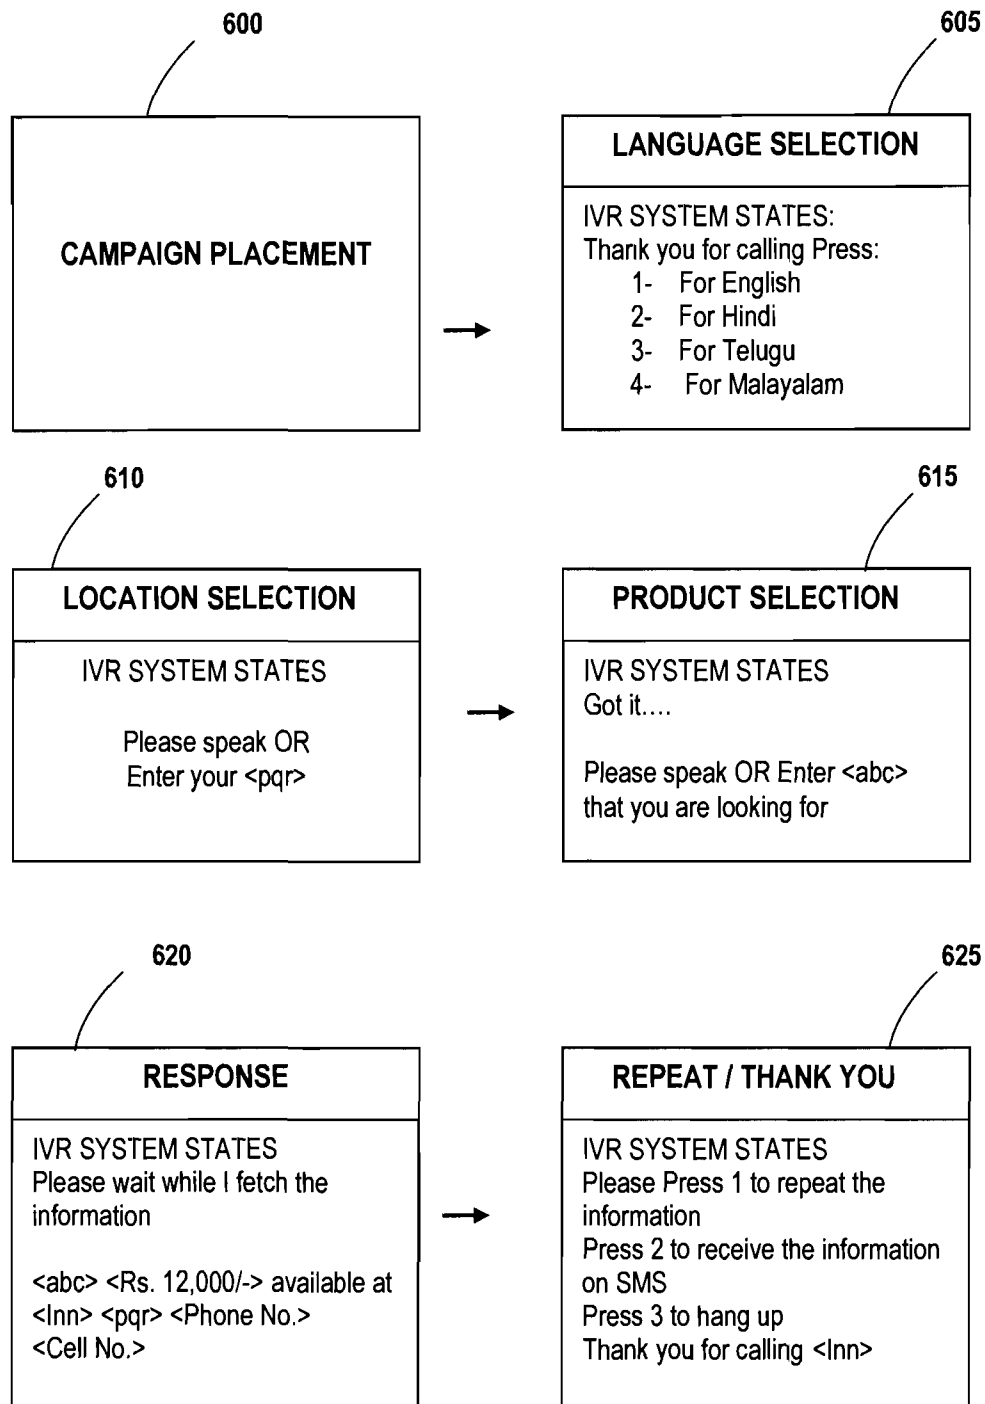 600
605
CAMPAIGN PLACEMENT
LANGUAGE SELECTION
IVR SYSTEM STATES:
Thank you for calling Press:
1- For English
2- For Hindi
3- For Telugu
4- For Malayalam
610
615
LOCATION SELECTION
IVR SYSTEM STATES
Please speak OR
Enter your <pqr>
PRODUCT SELECTION
IVR SYSTEM STATES
Got it....
Please speak OR Enter <abc>
that you are looking for
620
625
RESPONSE
IVR SYSTEM STATES
Please wait while I fetch the
information
<abc> <Rs. 12,000/-> available at
<Inn> <pqr> <Phone No.>
<Cell No.>
REPEAT / THANK YOU
IVR SYSTEM STATES
Please Press 1 to repeat the
information
Press 2 to receive the information
on SMS
Press 3 to hang up
Thank you for calling <Inn>